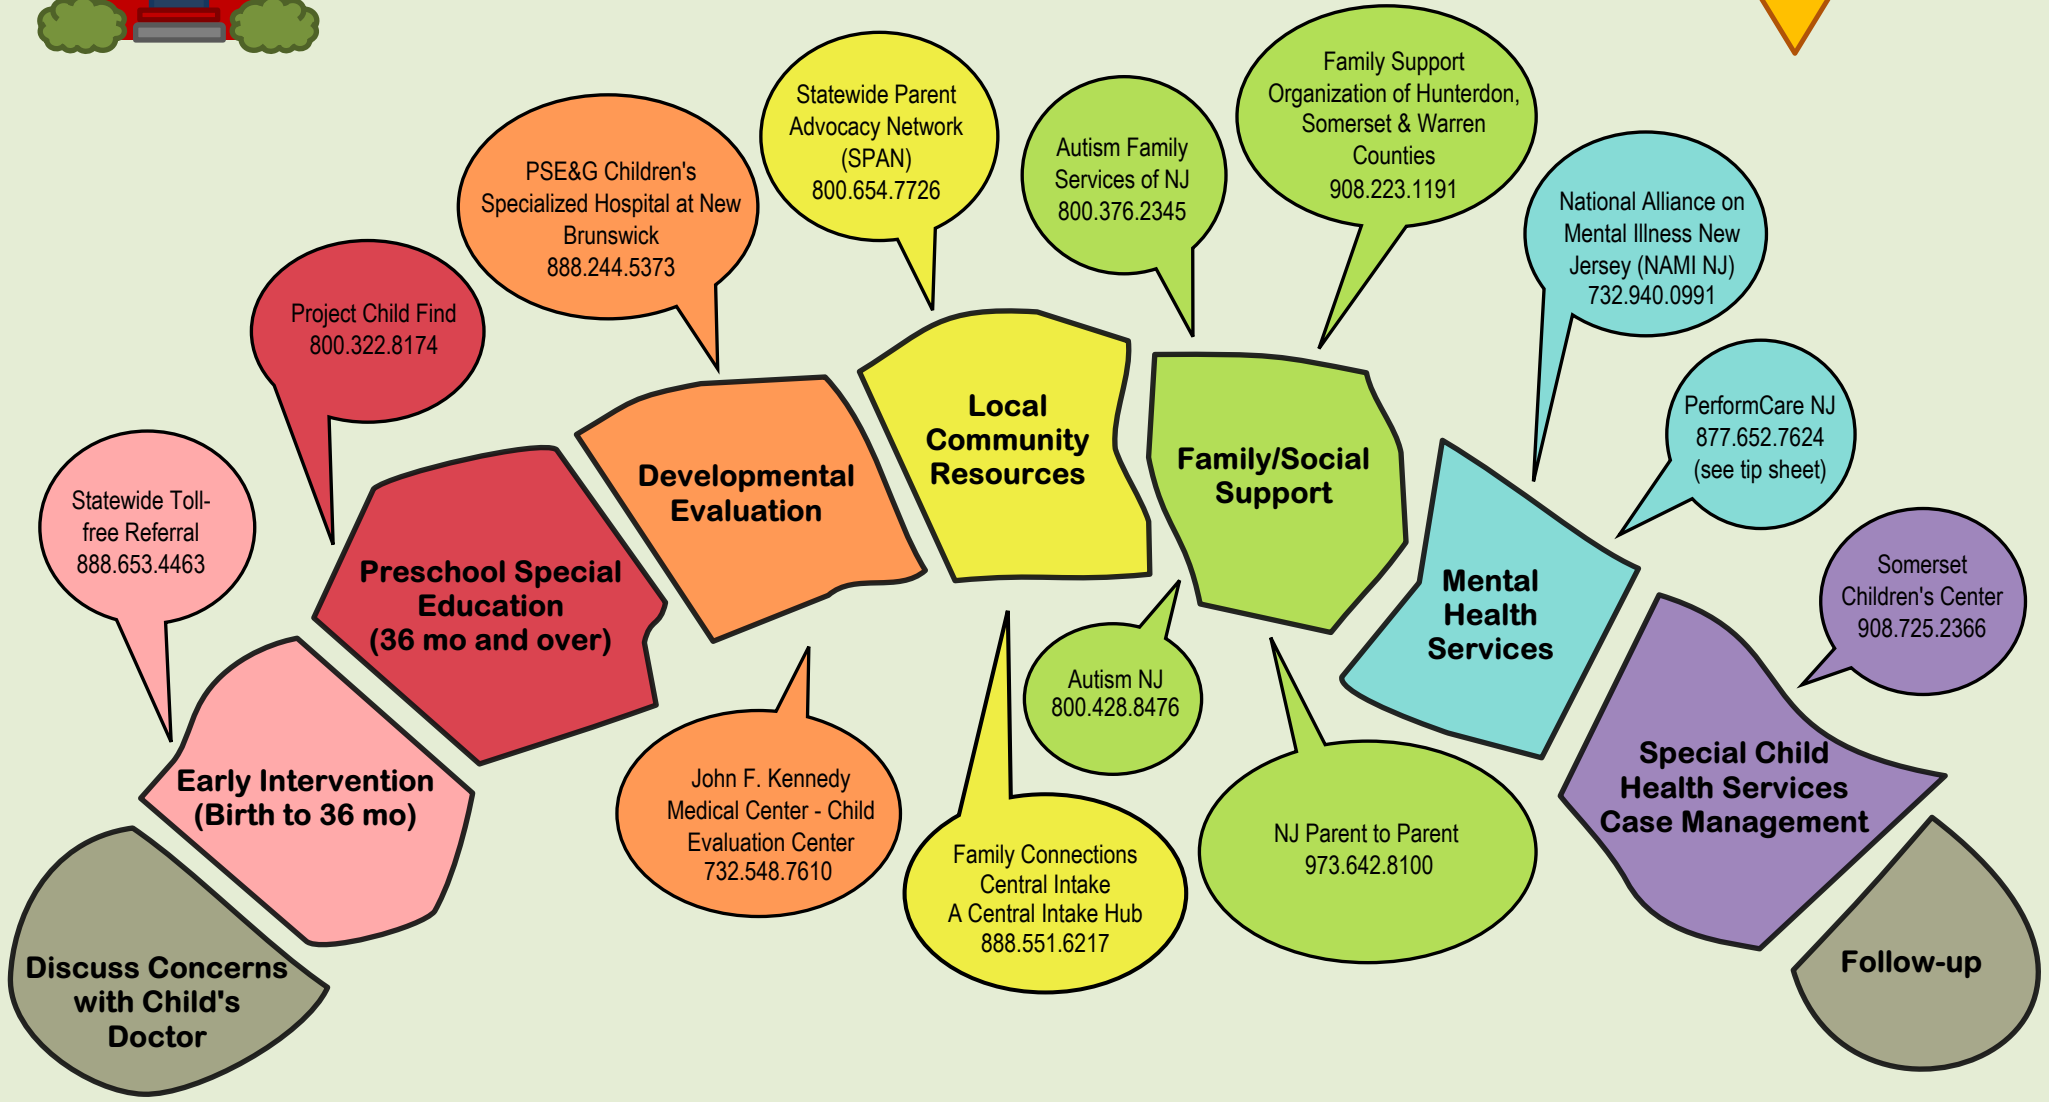 Statewide Toll-
free Referral
888.653.4463
Project Child Find
800.322.8174
PSE&G Children's
Specialized Hospital at New
Brunswick
888.244.5373
Statewide Parent
Advocacy Network
(SPAN)
800.654.7726
Autism Family
Services of NJ
800.376.2345
Family Support
Organization of Hunterdon,
Somerset & Warren
Counties
908.223.1191
National Alliance on
Mental Illness New
Jersey (NAMI NJ)
732.940.0991
PerformCare NJ
877.652.7624
(see tip sheet)
Somerset
Children's Center
908.725.2366
Discuss Concerns
with Child's
Doctor
Early Intervention
(Birth to 36 mo)
Preschool Special
Education
(36 mo and over)
Developmental
Evaluation
Local
Community
Resources
Family/Social
Support
Mental
Health
Services
Special Child
Health Services
Case Management
Follow-up
John F. Kennedy
Medical Center - Child
Evaluation Center
732.548.7610
Family Connections
Central Intake
A Central Intake Hub
888.551.6217
Autism NJ
800.428.8476
NJ Parent to Parent
973.642.8100